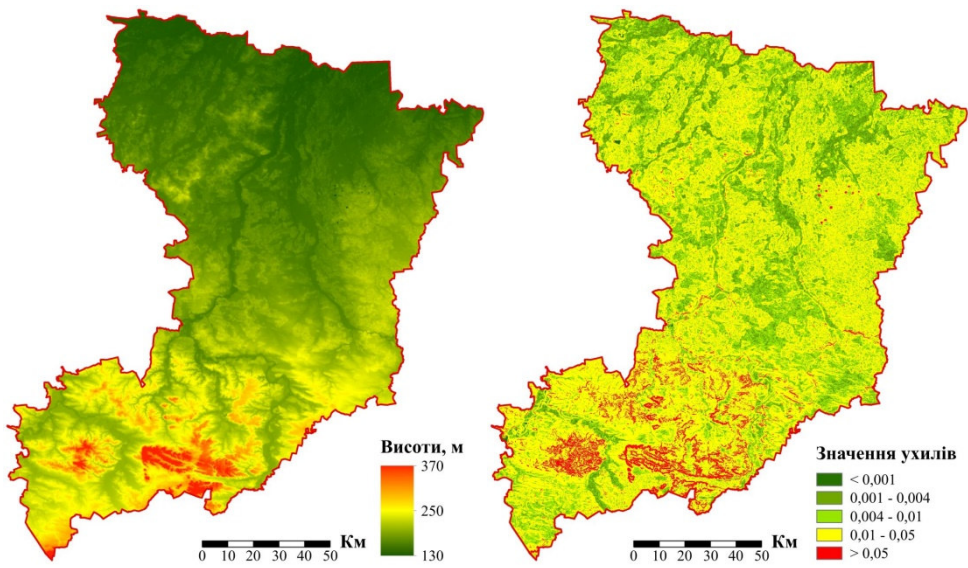 Висоти, м
370
250
130
0 10 20 30 40 50 Км
Значення ухилів
< 0,001
0,001 - 0,004
0,004 - 0,01
0,01 - 0,05
> 0,05
0 10 20 30 40 50 Км